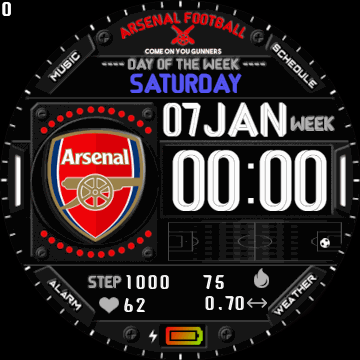 0
ARSENAL FOOTBALL
COME ON YOU GUNNERS
MUSIC
SCHEDULE
---- DAY OF THE WEEK ----
SATURDAY
07JAN WEEK
Arsenal
00:00
STEP 1000 75
62 0.70
ALARM
WEATHER